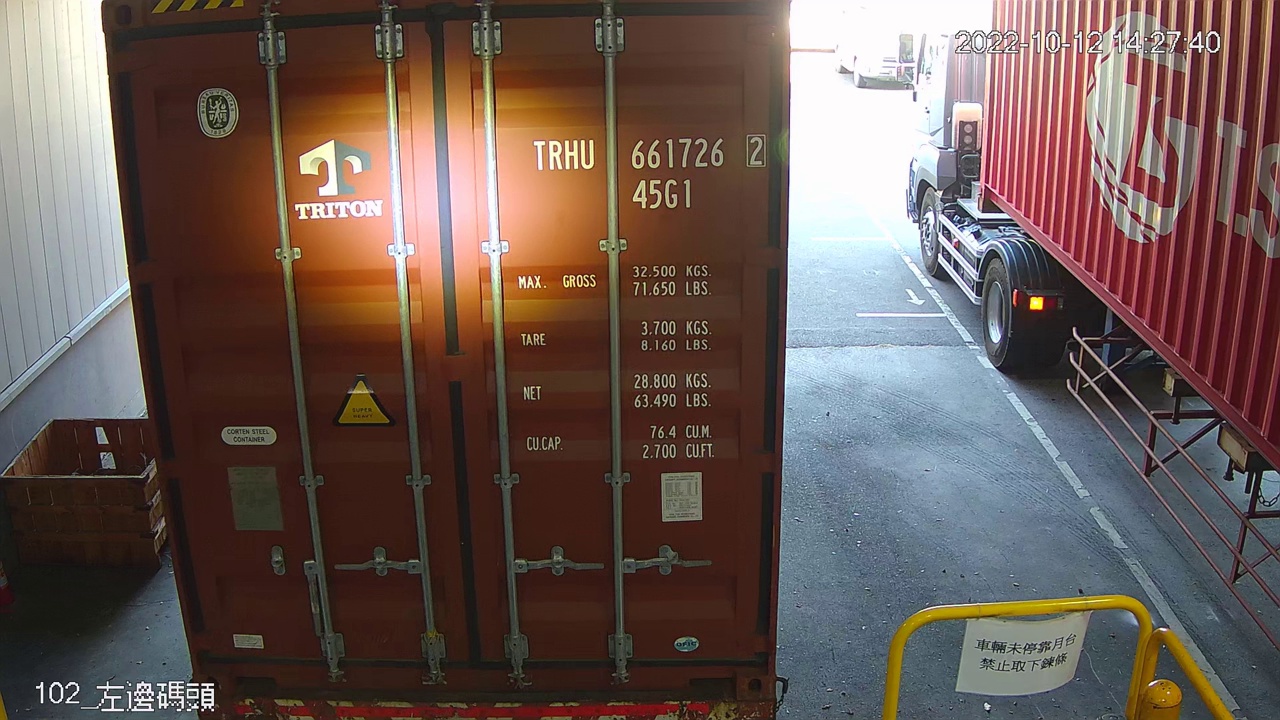 2022-10-12 14:27:40
TRITON
TRHU 661726 2
45G1
MAX. GROSS 32.500 KGS.
71.650 LBS.
TARE 3.700 KGS.
8.160 LBS.
NET 28.800 KGS.
63.490 LBS.
CU.CAP. 76.4 CU.M.
2.700 CU.FT.
SUPER
HEAVY
CORTEN STEEL
CONTAINER
車輛未停靠月台
禁止取下鍊條
102_左邊碼頭